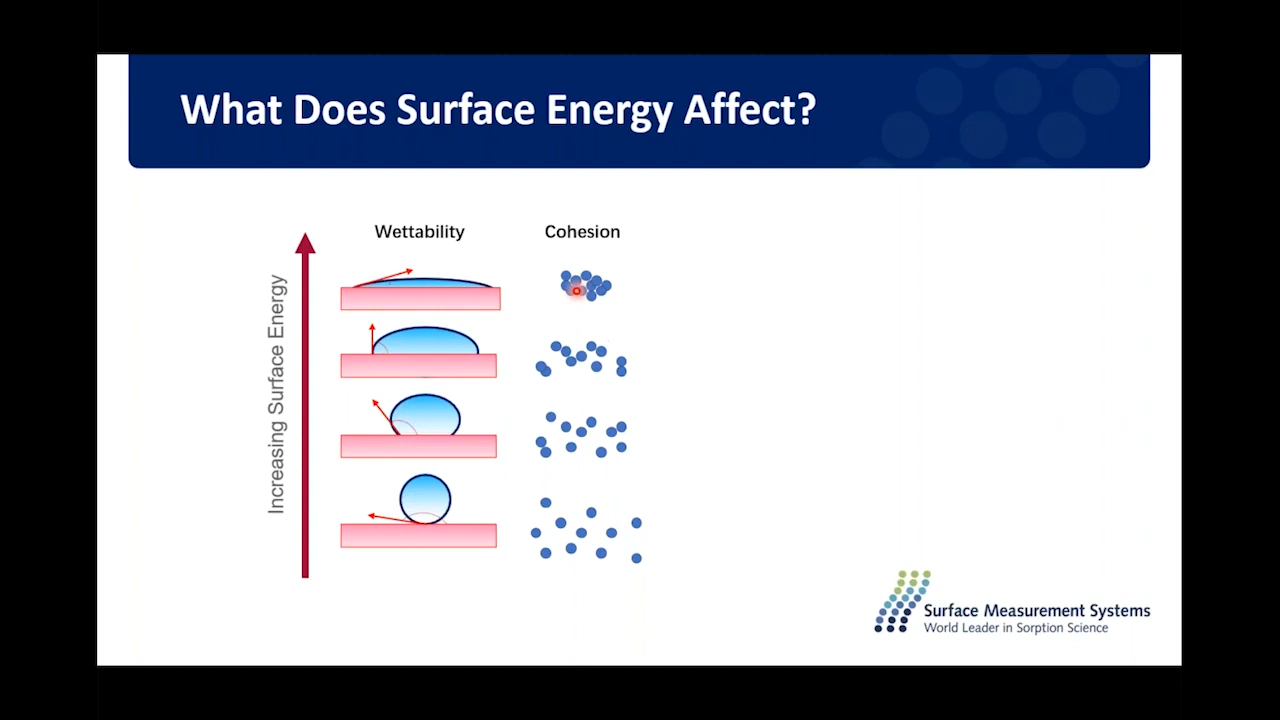 What Does Surface Energy Affect?
Wettability
Cohesion
Increasing Surface Energy
Surface Measurement Systems
World Leader in Sorption Science